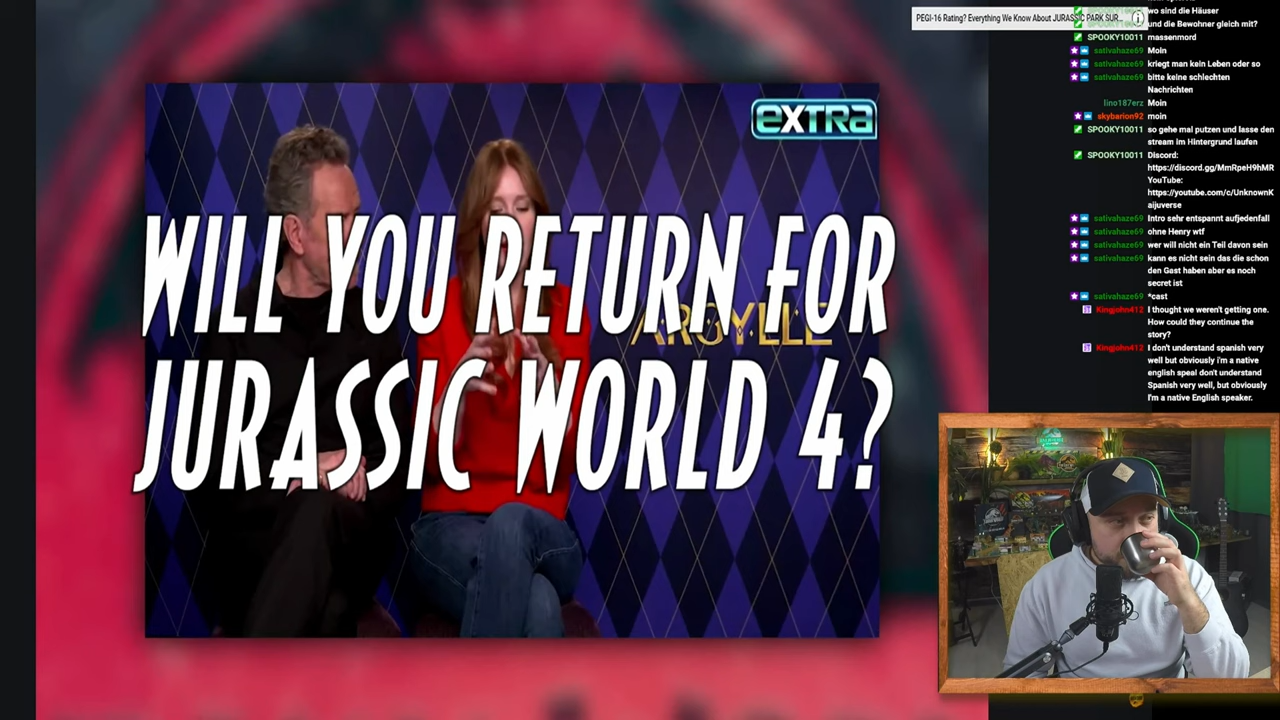 PEGI-16 Rating? Everything We Know About JURASSIC PARK SUR...
wo sind die Häuser
und die Bewohner gleich mit?
SPOOKY10011 massenmord
sativahaze69 Moin
sativahaze69 kriegt man kein Leben oder so
sativahaze69 bitte keine schlechten
Nachrichten
lino187erz Moin
skybarion92 moin
SPOOKY10011 so gehe mal putzen und lasse den
stream im Hintergrund laufen
SPOOKY10011 Discord:
https://discord.gg/MmRpeH9hMR
YouTube:
https://youtube.com/c/UnknownK
aijuverse
sativahaze69 Intro sehr entspannt aufjedenfall
sativahaze69 ohne Henry wtf
sativahaze69 wer will nicht ein Teil davon sein
sativahaze69 kann es nicht sein das die schon
den Gast haben aber es noch
secret ist
sativahaze69 *cast
Kingjohn412 I thought we weren't getting one.
How could they continue the
story?
Kingjohn412 I don't understand spanish very
well but obviously i'm a native
english speal don't understand
Spanish very well, but obviously
I'm a native English speaker.
extra
ARGYLLE
WILL YOU RETURN FOR
JURASSIC WORLD 4?